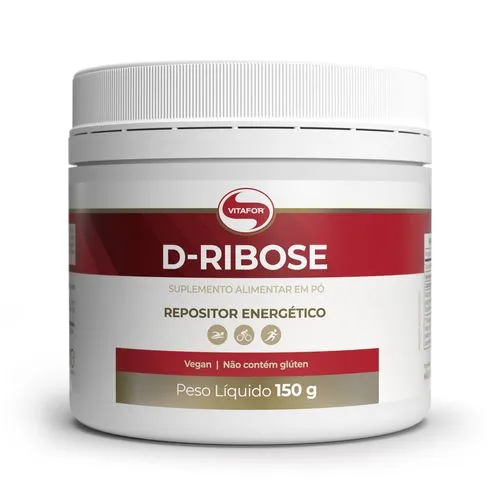 VITAFOR
D-RIBOSE
SUPLEMENTO ALIMENTAR EM PÓ
REPOSITOR ENERGÉTICO
Vegan | Não contém glúten
Peso Líquido 150 g